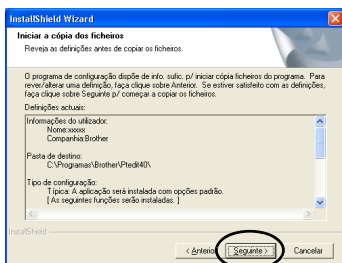 InstallShield Wizard
Iniciar a cópia dos ficheiros
Reveja as definições antes de copiar os ficheiros.
O programa de configuração dispõe de info. sufic. p/ iniciar cópia ficheiros do programa. Para
rever/alterar uma definição, faça clique sobre Anterior. Se estiver satisfeito com as definições,
faça clique sobre Seguinte p/ começar a copiar os ficheiros.
Definições actuais:
Informações do utilizador:
Nome:xxxxx
Companhia:Brother
Pasta de destino:
C:\Programas\Brother\Ptedit40\
Tipo de configuração:
Típica: A aplicação será instalada com opções padrão.
[ As seguintes funções serão instaladas. ]
InstallShield
< Anterior
Seguinte >
Cancelar